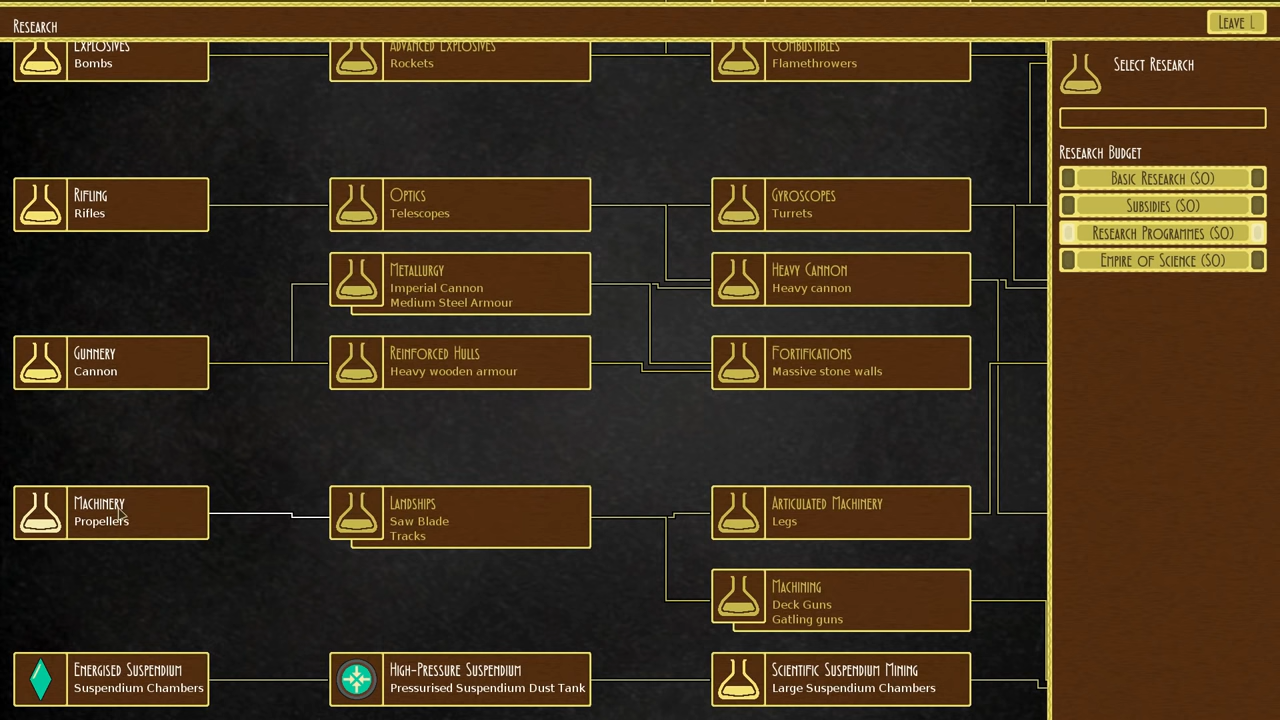 Research
Leave L
Explosives
Bombs
Advanced Explosives
Rockets
Combustibles
Flamethrowers
Select Research
Research Budget
Basic Research ($0)
Subsidies ($0)
Research Programmes ($0)
Empire of Science ($0)
Rifling
Rifles
Optics
Telescopes
Gyroscopes
Turrets
Metallurgy
Imperial Cannon
Medium Steel Armour
Heavy Cannon
Heavy cannon
Gunnery
Cannon
Reinforced Hulls
Heavy wooden armour
Fortifications
Massive stone walls
Machinery
Propellers
Landships
Saw Blade
Tracks
Articulated Machinery
Legs
Machining
Deck Guns
Gatling guns
Energised Suspendium
Suspendium Chambers
High-Pressure Suspendium
Pressurised Suspendium Dust Tank
Scientific Suspendium Mining
Large Suspendium Chambers